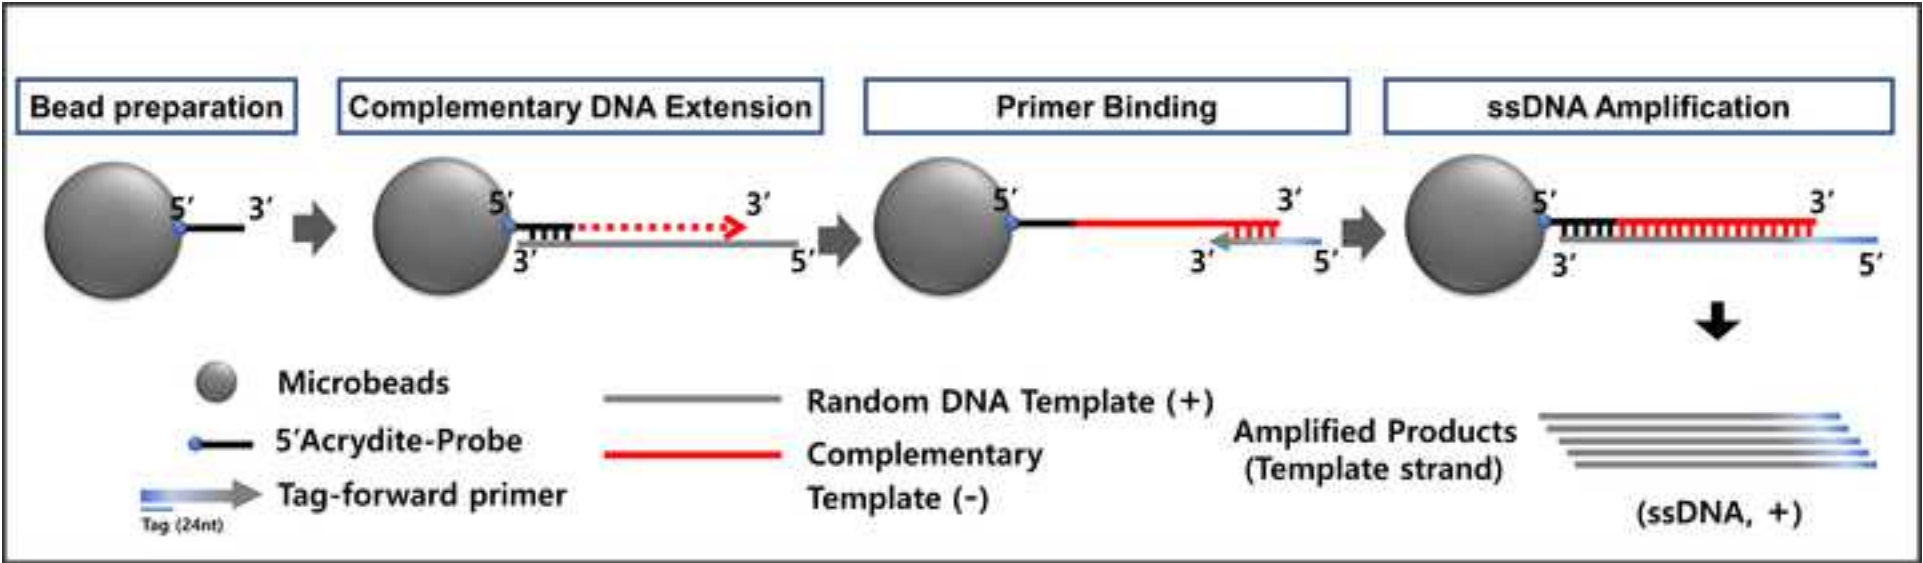 Bead preparation
Complementary DNA Extension
Primer Binding
ssDNA Amplification
5′ 3′
5′ 3′
3′ 5′
5′ 3′
3′ 5′
5′ 3′
3′ 5′
Microbeads
5′Acrydite-Probe
Tag-forward primer
Tag (24nt)
Random DNA Template (+)
Complementary
Template (-)
Amplified Products
(Template strand)
(ssDNA, +)